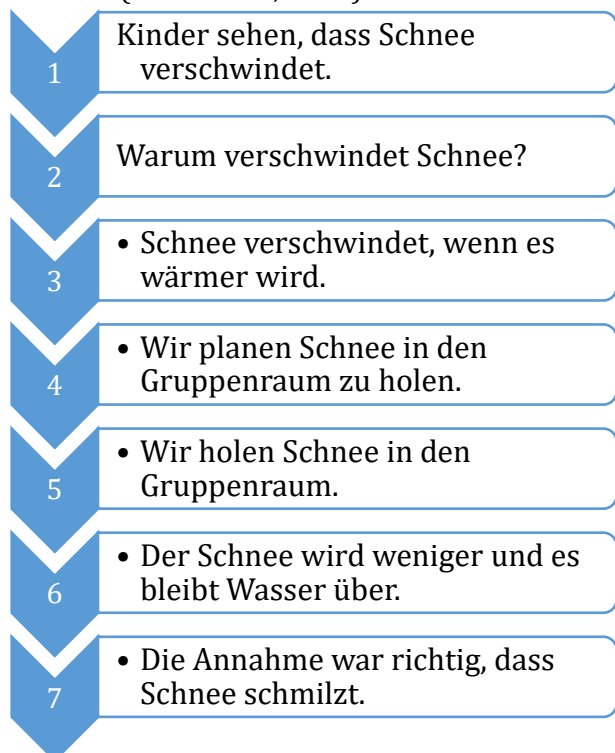 1
Kinder sehen, dass Schnee
verschwindet.
2
Warum verschwindet Schnee?
3
• Schnee verschwindet, wenn es
wärmer wird.
4
• Wir planen Schnee in den
Gruppenraum zu holen.
5
• Wir holen Schnee in den
Gruppenraum.
6
• Der Schnee wird weniger und es
bleibt Wasser über.
7
• Die Annahme war richtig, dass
Schnee schmilzt.